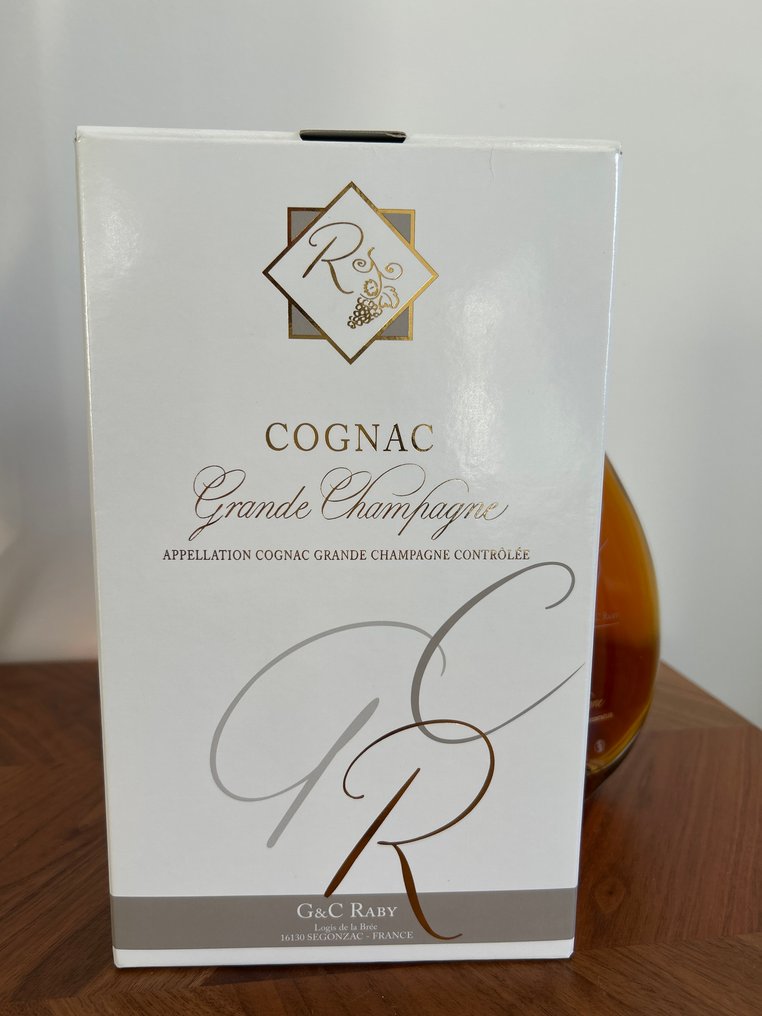 R
COGNAC
Grande Champagne
APPELLATION COGNAC GRANDE CHAMPAGNE CONTRÔLÉE
G C
R
G&C RABY
Logis de la Brée
16130 SEGONZAC - FRANCE